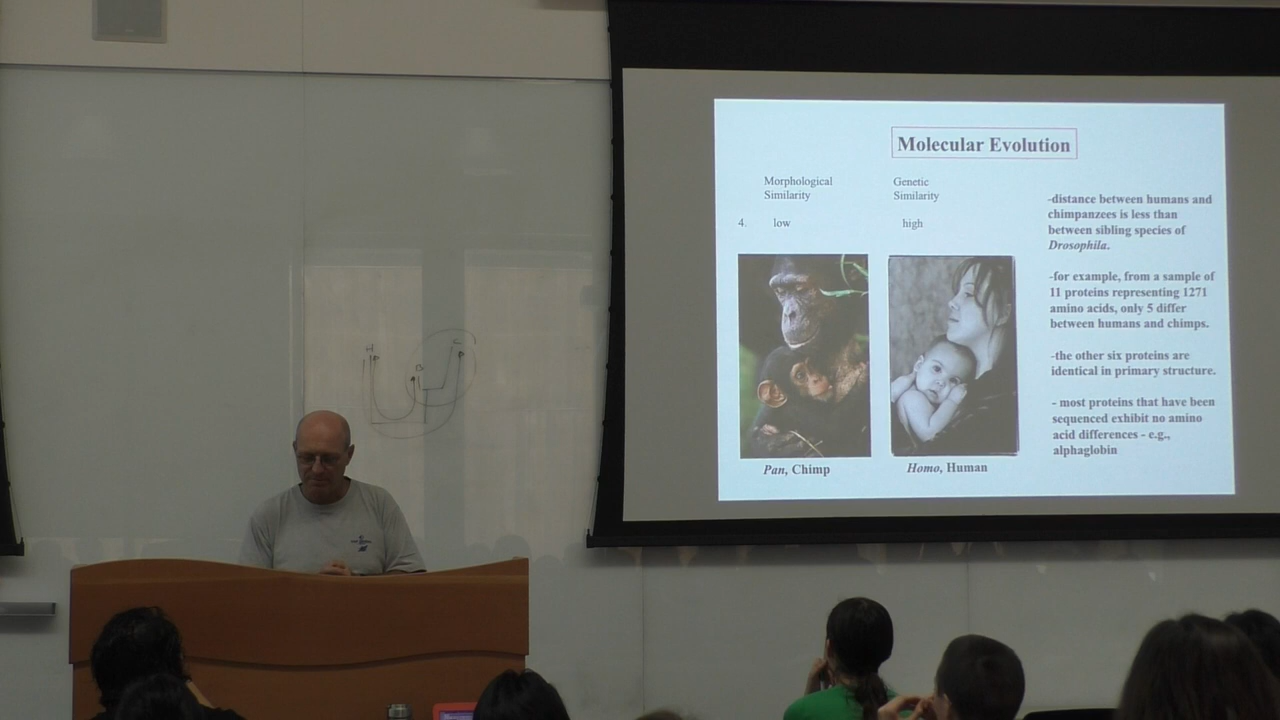 Molecular Evolution
Morphological
Similarity
Genetic
Similarity
4. low
high
-distance between humans and
chimpanzees is less than
between sibling species of
Drosophila.
-for example, from a sample of
11 proteins representing 1271
amino acids, only 5 differ
between humans and chimps.
-the other six proteins are
identical in primary structure.
- most proteins that have been
sequenced exhibit no amino
acid differences - e.g.,
alphaglobin
Pan, Chimp
Homo, Human